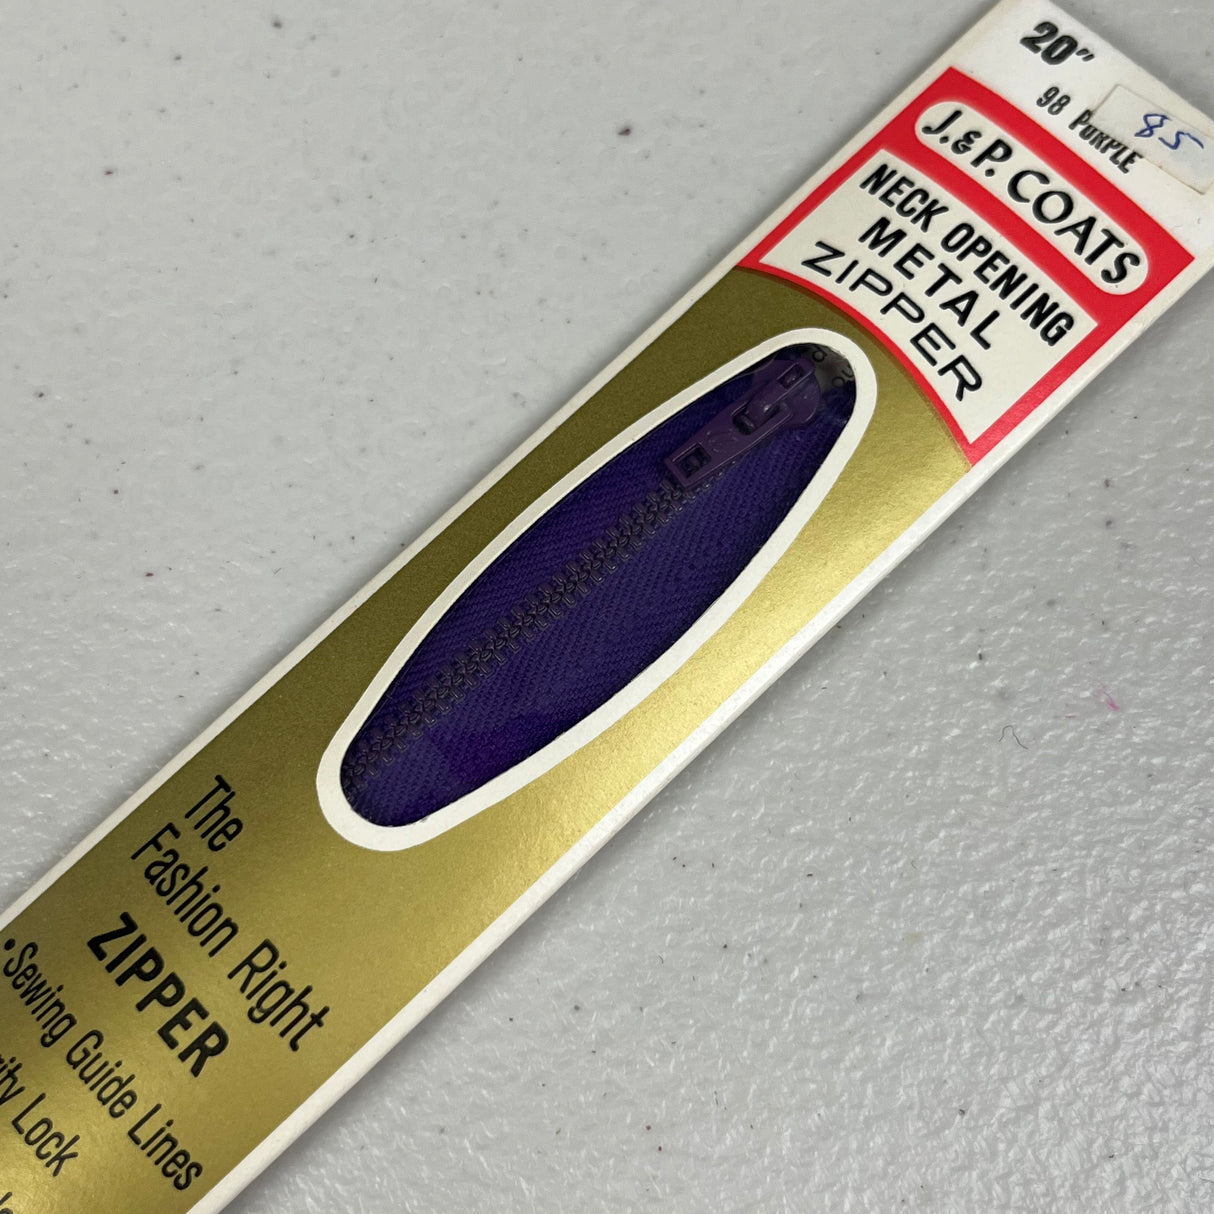 20"
98 PURPLE
85
J.&P. COATS
NECK OPENING
METAL
ZIPPER
The
Fashion Right
ZIPPER
•Sewing Guide Lines
Lock